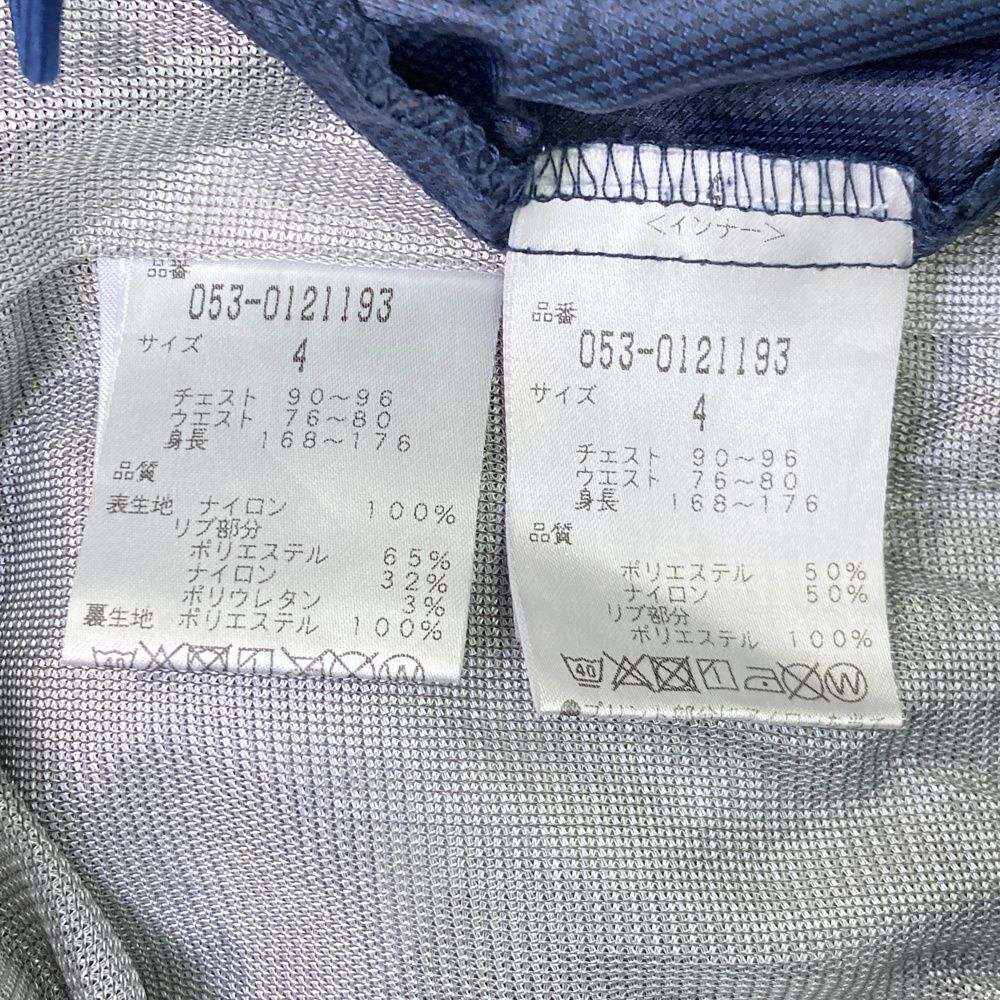 品番
053-0121193
サイズ
4
チェスト 90～96
ウエスト 76～80
身長 168～176
品質
表生地 ナイロン 100%
リブ部分
ポリエステル 65%
ナイロン 32%
ポリウレタン 3%
裏生地 ポリエステル 100%
40 W
<インナー>
品番
053-0121193
サイズ
4
チェスト 90～96
ウエスト 76～80
身長 168～176
品質
ポリエステル 50%
ナイロン 50%
リブ部分
ポリエステル 100%
40 W